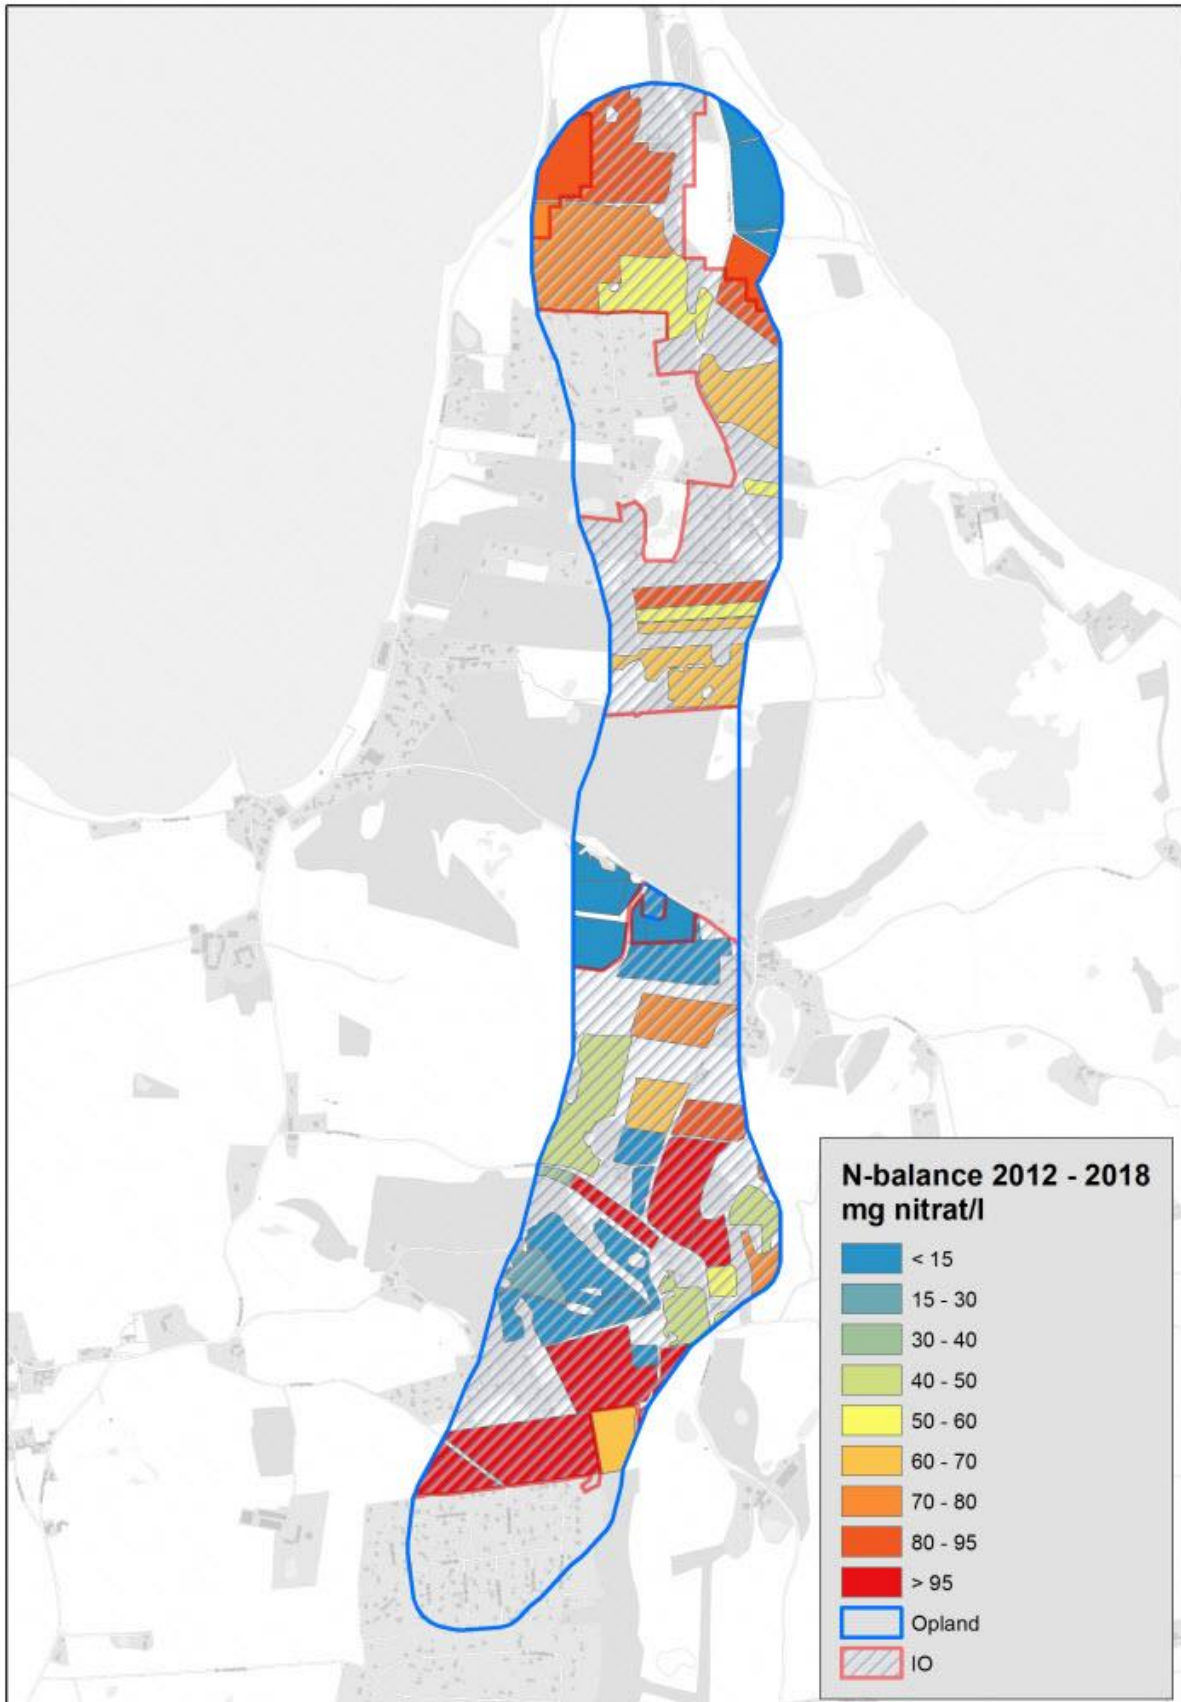 N-balance 2012 - 2018
mg nitrat/l
< 15
15 - 30
30 - 40
40 - 50
50 - 60
60 - 70
70 - 80
80 - 95
> 95
Opland
IO